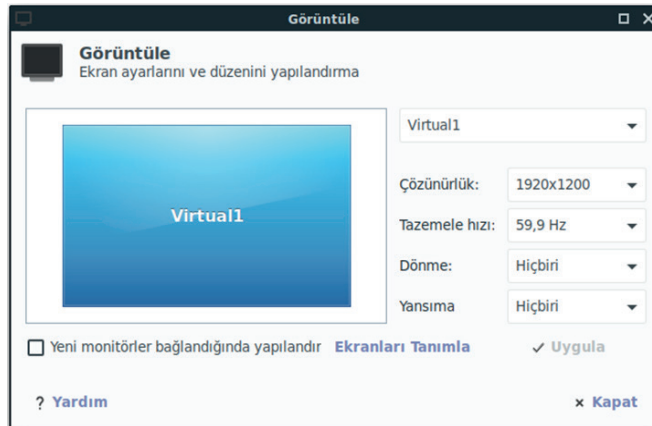 Görüntüle
Görüntüle
Ekran ayarlarını ve düzenini yapılandırma
Virtual1
Virtual1
Çözünürlük: 1920x1200
Tazemele hızı: 59,9 Hz
Dönme: Hiçbiri
Yansıma Hiçbiri
Yeni monitörler bağlandığında yapılandır Ekranları Tanımla ✓ Uygula
? Yardım × Kapat